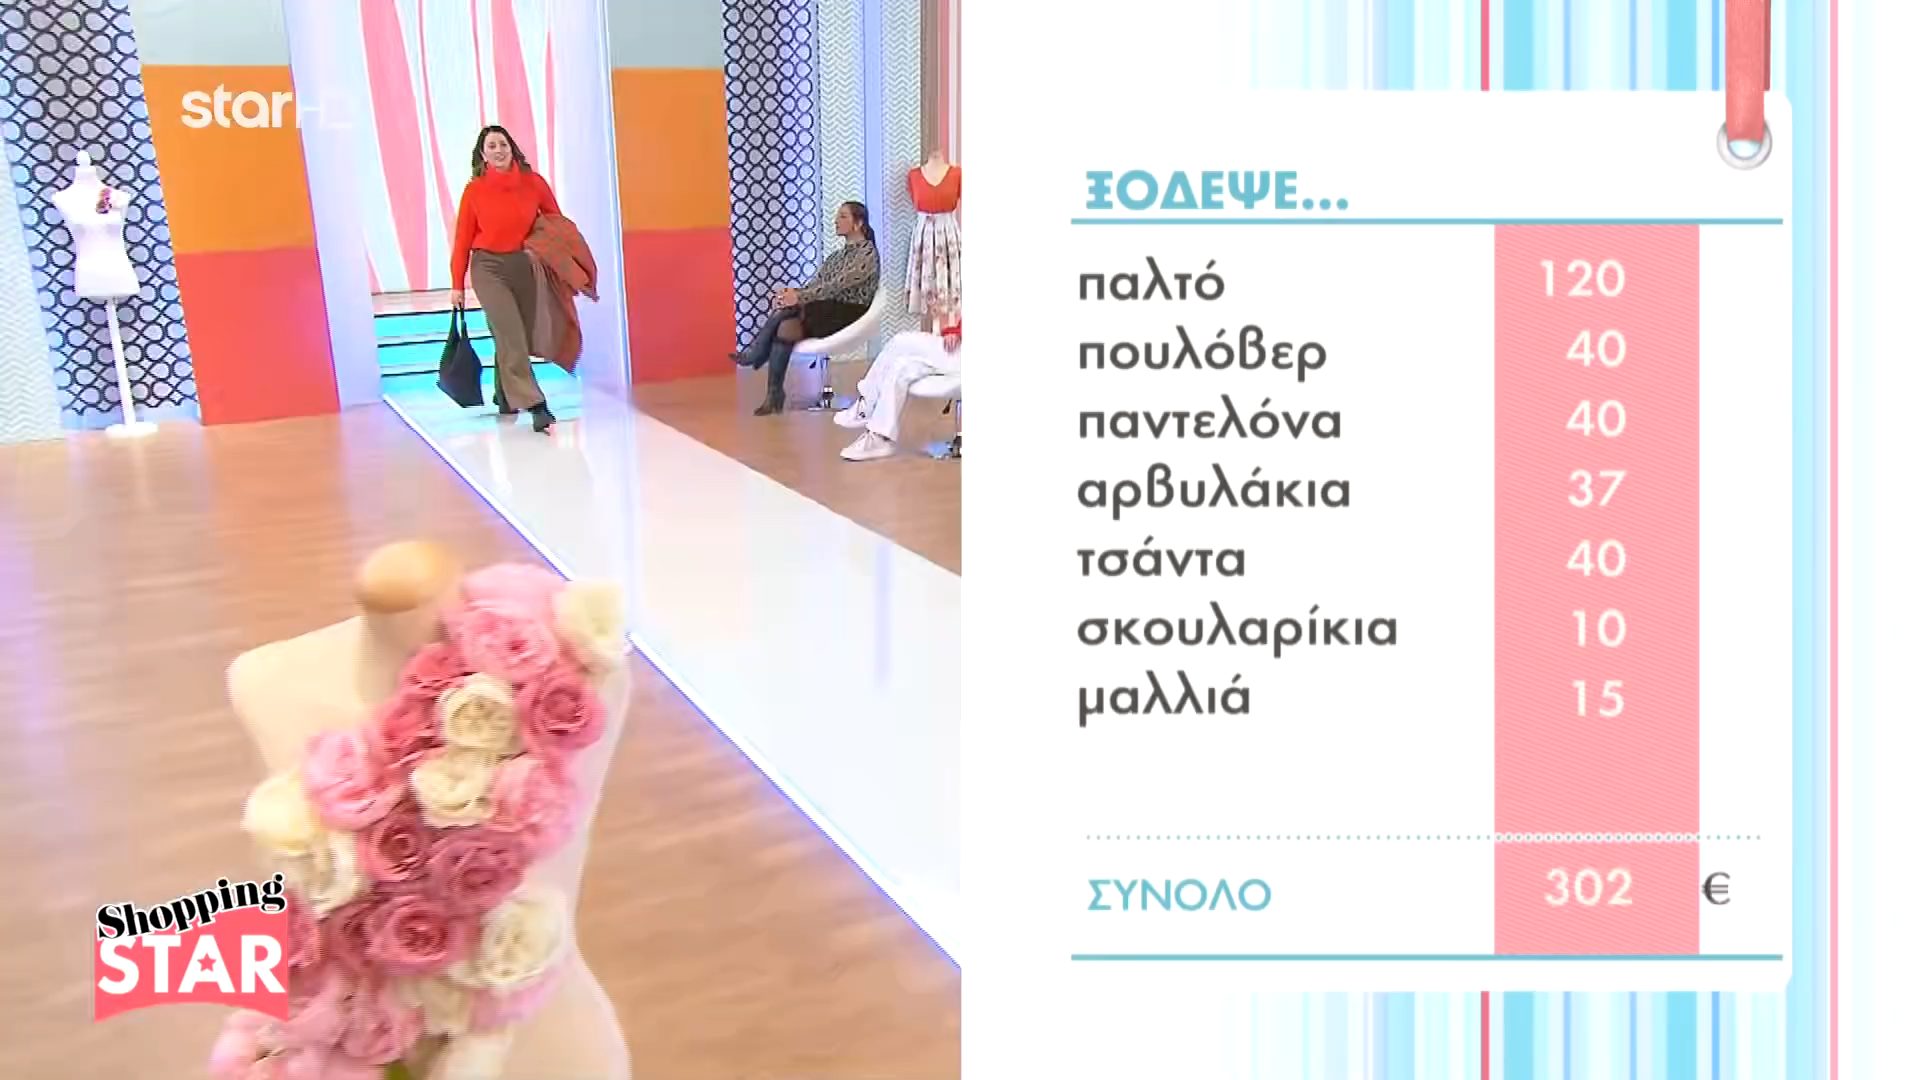 star HD
ΞΟΔΕΨΕ...
παλτό 120
πουλόβερ 40
παντελόνα 40
αρβυλάκια 37
τσάντα 40
σκουλαρίκια 10
μαλλιά 15
ΣΥΝΟΛΟ 302 €
Shopping
STAR